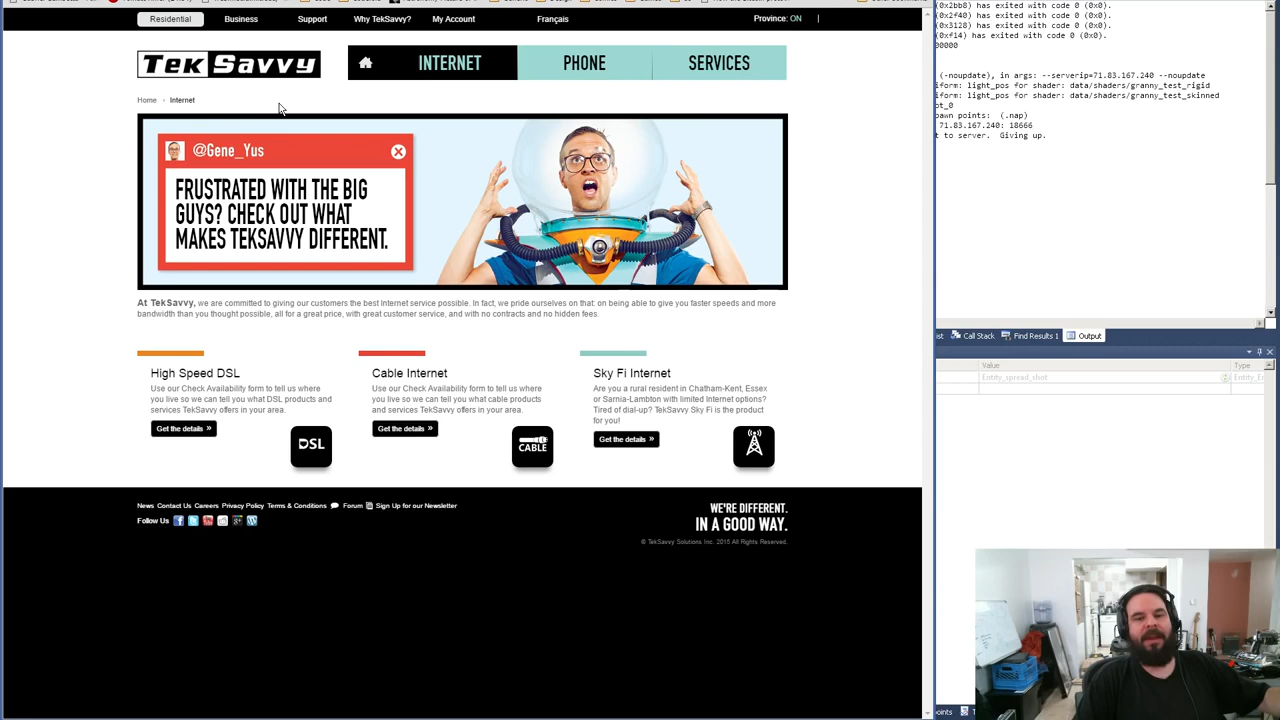 Residential
Business
Support
Why TekSavvy?
My Account
Français
Province: ON
TekSavvy
INTERNET
PHONE
SERVICES
Home
Internet
@Gene_Yus
FRUSTRATED WITH THE BIG
GUYS? CHECK OUT WHAT
MAKES TEKSAVVY DIFFERENT.
At TekSavvy, we are committed to giving our customers the best Internet service possible. In fact, we pride ourselves on that: on being able to give you faster speeds and more
bandwidth than you thought possible, all for a great price, with great customer service, and with no contracts and no hidden fees.
High Speed DSL
Use our Check Availability form to tell us where
you live so we can tell you what DSL products and
services TekSavvy offers in your area.
Get the details »
DSL
Cable Internet
Use our Check Availability form to tell us where
you live so we can tell you what cable products
and services TekSavvy offers in your area.
Get the details »
CABLE
Sky Fi Internet
Are you a rural resident in Chatham-Kent, Essex
or Sarnia-Lambton with limited Internet options?
Tired of dial-up? TekSavvy Sky Fi is the product
for you!
Get the details »
News Contact Us Careers Privacy Policy Terms & Conditions Forum Sign Up for our Newsletter
Follow Us
WE'RE DIFFERENT.
IN A GOOD WAY.
© TekSavvy Solutions Inc. 2015 All Rights Reserved.
(0x2bb8) has exited with code 0 (0x0).
(0x2f40) has exited with code 0 (0x0).
(0x3128) has exited with code 0 (0x0).
(0xf14) has exited with code 0 (0x0).
00000
(-noupdate), in args: --serverip=71.83.167.240 --noupdate
iform: light_pos for shader: data/shaders/granny_test_rigid
iform: light_pos for shader: data/shaders/granny_test_skinned
ot_0
pawn points: (.nap)
71.83.167.240: 18666
t to server. Giving up.
ist
Call Stack
Find Results 1
Output
Value
Type
Entity_spread_shot
Entity_E
points